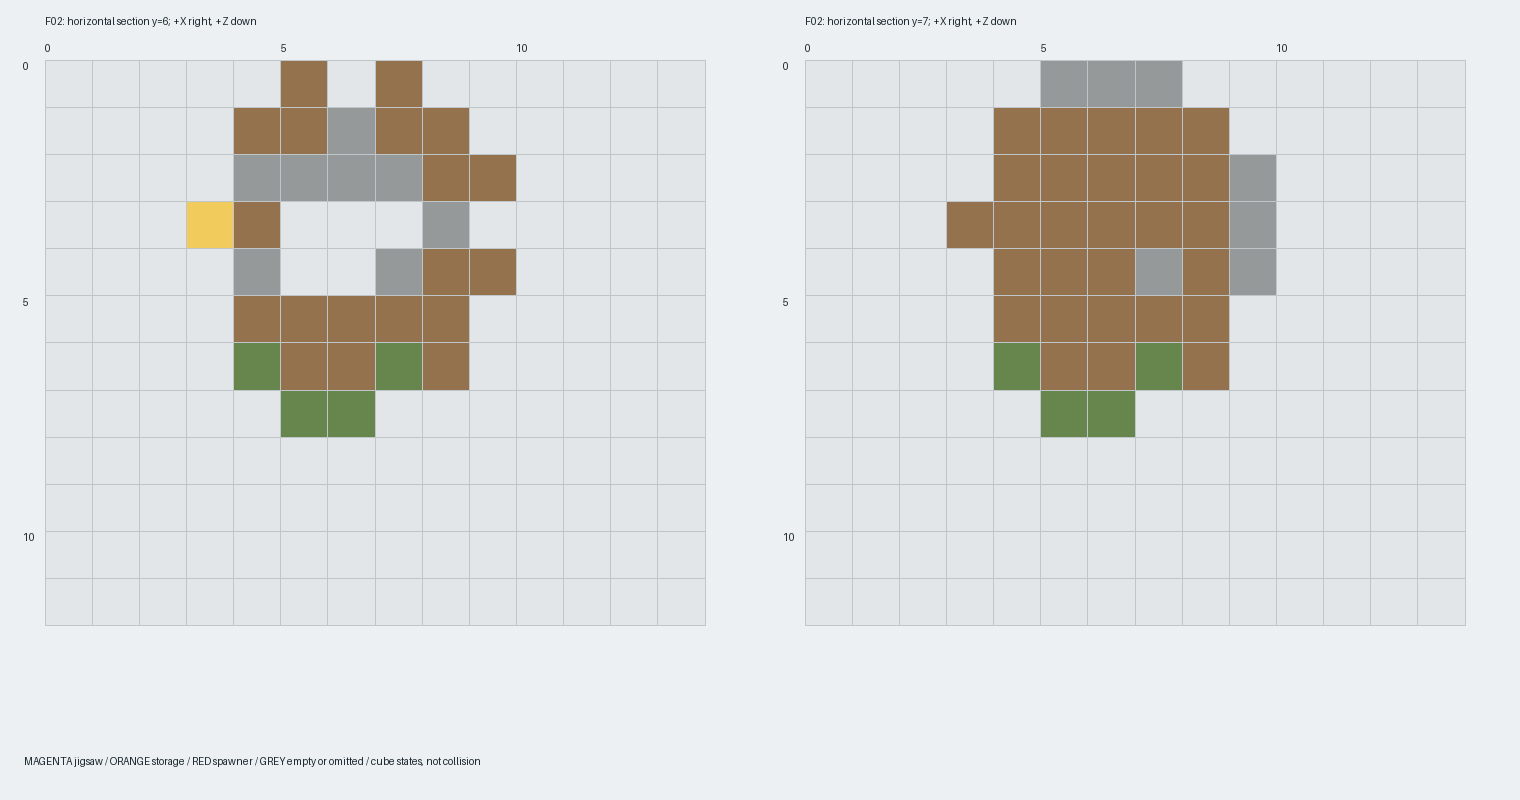 F02: horizontal section y=6; +X right, +Z down
F02: horizontal section y=7; +X right, +Z down
0 5 10
0 5 10
0
5
10
0
5
10
MAGENTA jigsaw / ORANGE storage / RED spawner / GREY empty or omitted / cube states, not collision